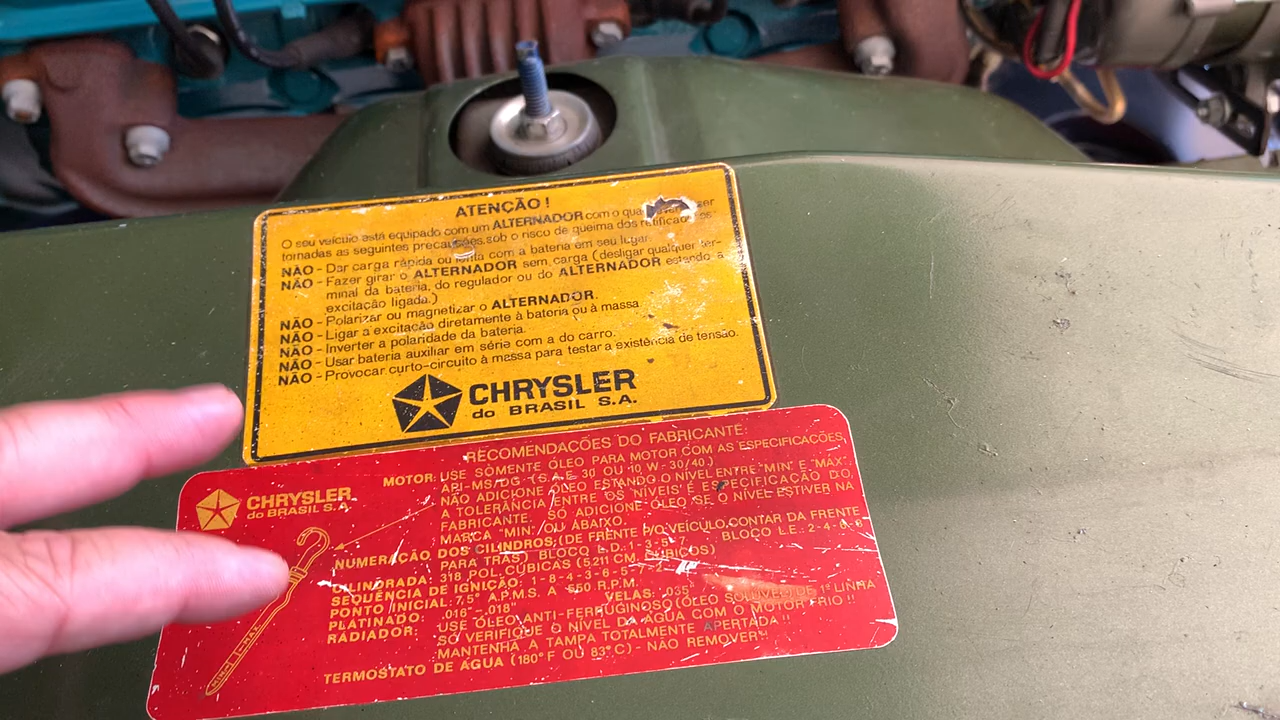 ATENÇÃO !
O seu veículo está equipado com um ALTERNADOR com o qual ser
tomadas as seguintes precauções, sob o risco de queima dos retificadores:
NÃO - Dar carga rápida ou lenta com a bateria em seu lugar.
NÃO - Fazer girar o ALTERNADOR sem carga (desligar qualquer ter-
minal da bateria, do regulador ou do ALTERNADOR estando a
excitação ligada.)
NÃO - Polarizar ou magnetizar o ALTERNADOR.
NÃO - Ligar a excitação diretamente à bateria ou à massa.
NÃO - Inverter a polaridade da bateria.
NÃO - Usar bateria auxiliar em série com a do carro.
NÃO - Provocar curto-circuito à massa para testar a existência de tensão.
CHRYSLER
do BRASIL S.A.
RECOMENDAÇÕES DO FABRICANTE:
CHRYSLER
do BRASIL S.A.
MOTOR: USE SOMENTE ÓLEO PARA MOTOR COM AS ESPECIFICAÇÕES
API-MS/DG - (S.A.E. 30 OU 10 W - 30/40.)
NÃO ADICIONE ÓLEO ESTANDO O NÍVEL ENTRE "MIN" E "MÁX",
A TOLERÂNCIA ENTRE OS NÍVEIS É ESPECIFICAÇÃO DO
FABRICANTE. SÓ ADICIONE ÓLEO SE O NÍVEL ESTIVER NA
MARCA "MIN" OU ABAIXO.
NUMERAÇÃO DOS CILINDROS: (DE FRENTE P/O VEÍCULO, CONTAR DA FRENTE
PARA TRÁS) BLOCO L.D.: 1-3-5-7 BLOCO L.E.: 2-4-6-8
CILINDRADA: 318 POL. CÚBICAS (5.211 CM. CÚBICOS)
SEQUÊNCIA DE IGNIÇÃO: 1-8-4-3-6-5-7
PONTO INICIAL: 7,5° A.P.M.S. A 550 R.P.M.
PLATINADO: .016" - .018" VELAS: .035"
RADIADOR: USE ÓLEO ANTI-FERRUGINOSO (ÓLEO SOLÚVEL) DE 1ª LINHA
SÓ VERIFIQUE O NÍVEL DA ÁGUA COM O MOTOR FRIO !!
MANTENHA A TAMPA TOTALMENTE APERTADA !!
TERMOSTATO DE ÁGUA (180° F OU 83° C) - NÃO REMOVER !!
MIN MÁX